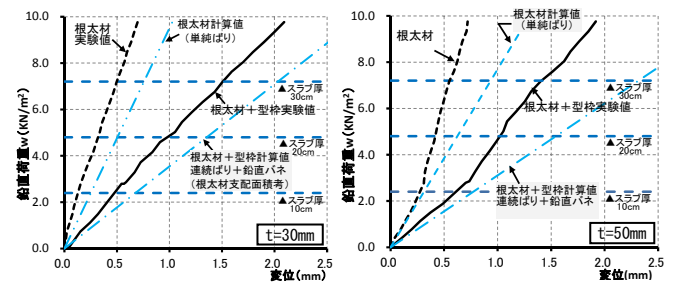 鉛直荷重w(KN/m²)
10.0
8.0
6.0
4.0
2.0
0.0
0.0
0.5
1.0
1.5
2.0
2.5
変位(mm)
根太材
実験値
根太材計算値
(単純ばり)
▲スラブ厚
30cm
根太材+型枠実験値
▲スラブ厚
20cm
根太材+型枠計算値
連続ばり+鉛直バネ
(根太材支配面積考)
▲スラブ厚
10cm
t=30mm
鉛直荷重w(KN/m²)
10.0
8.0
6.0
4.0
2.0
0.0
0.0
0.5
1.0
1.5
2.0
2.5
変位(mm)
根太材
根太材計算値
(単純ばり)
▲スラブ厚
30cm
根太材+型枠実験値
▲スラブ厚
20cm
根太材+型枠計算値
連続ばり+鉛直バネ
▲スラブ厚
10cm
t=50mm